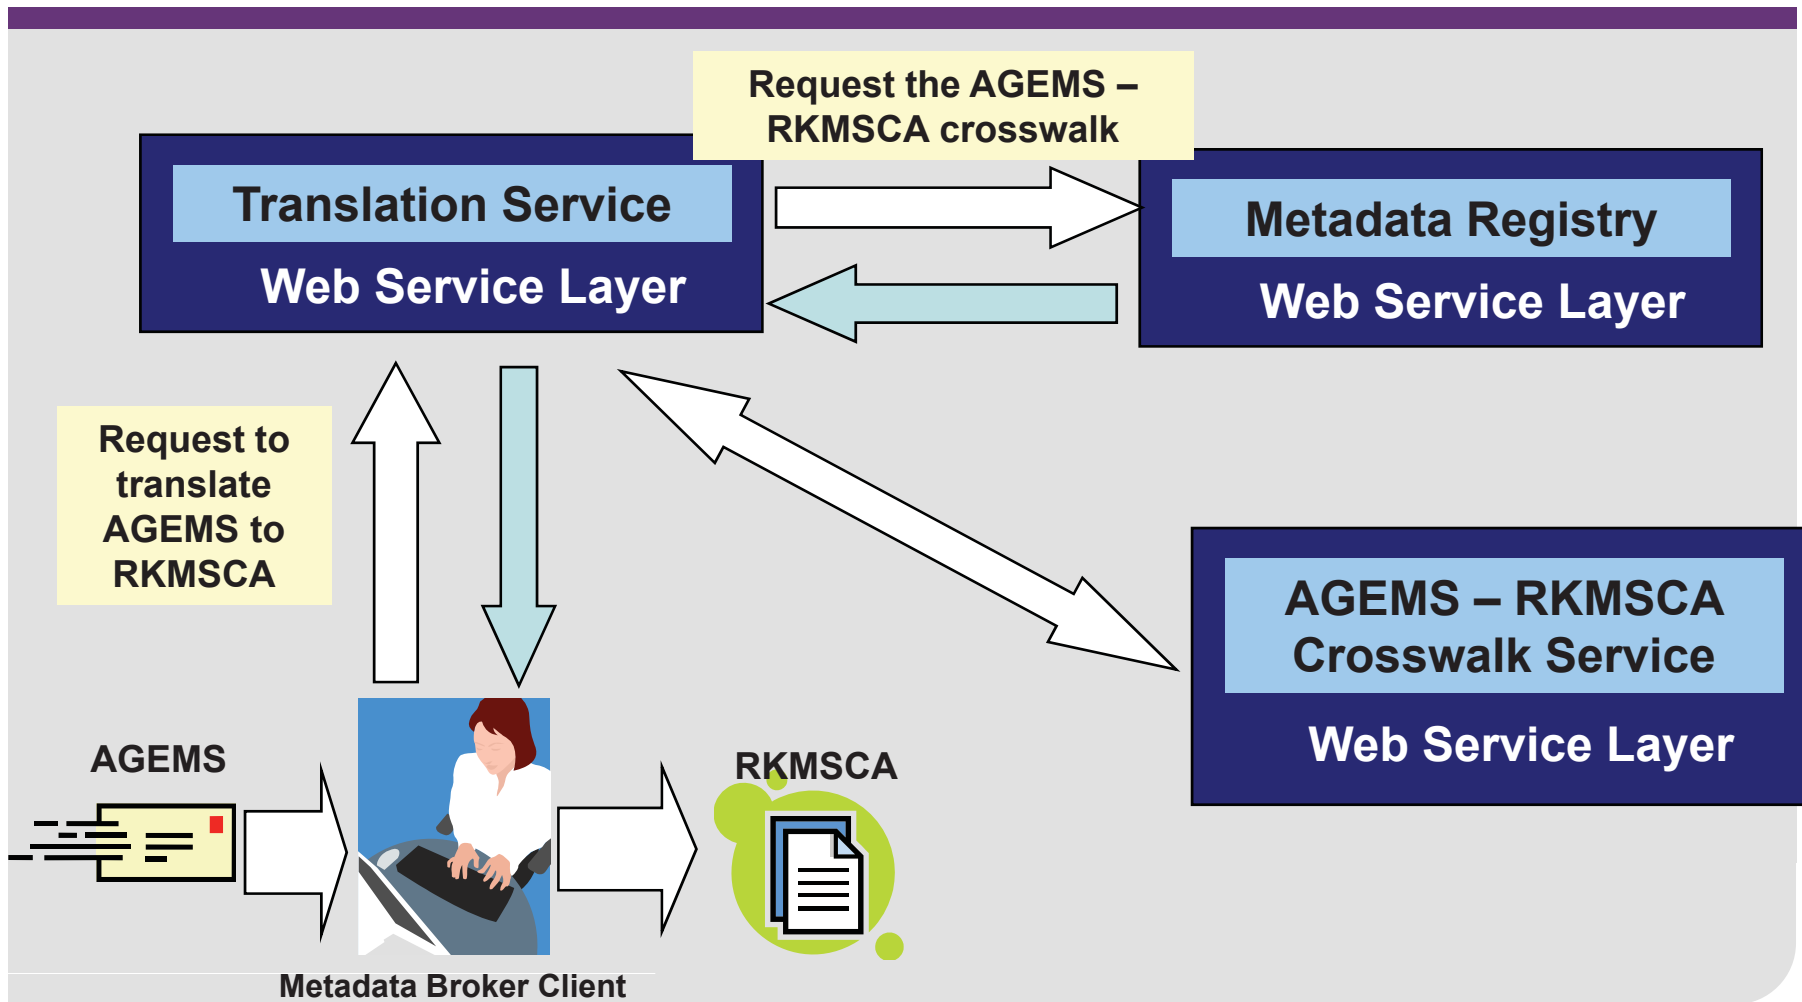 Request the AGEMS –
RKMSCA crosswalk
Translation Service
Web Service Layer
Metadata Registry
Web Service Layer
Request to
translate
AGEMS to
RKMSCA
AGEMS – RKMSCA
Crosswalk Service
Web Service Layer
AGEMS
RKMSCA
Metadata Broker Client